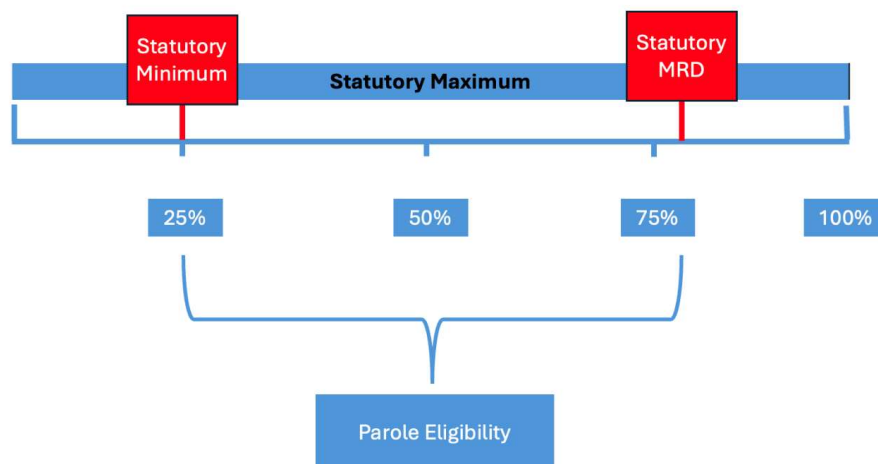 Statutory
Minimum
Statutory Maximum
Statutory
MRD
25%
50%
75%
100%
Parole Eligibility